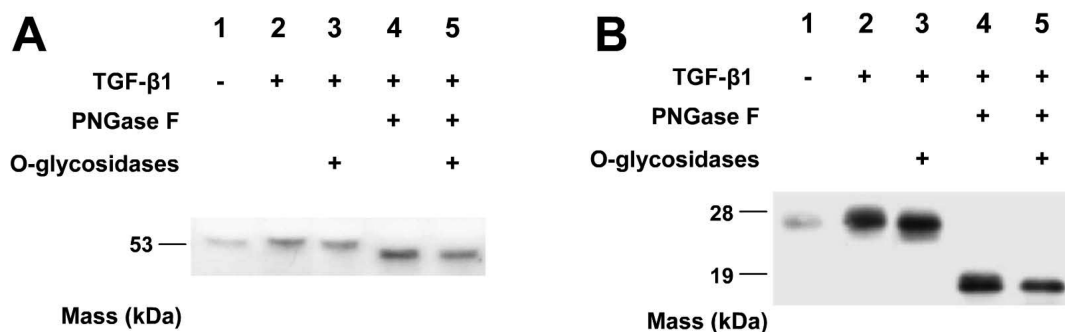 A
1 2 3 4 5
TGF-β1 - + + + +
PNGase F + +
O-glycosidases + +
53
Mass (kDa)
B
1 2 3 4 5
TGF-β1 - + + + +
PNGase F + +
O-glycosidases + +
28
19
Mass (kDa)